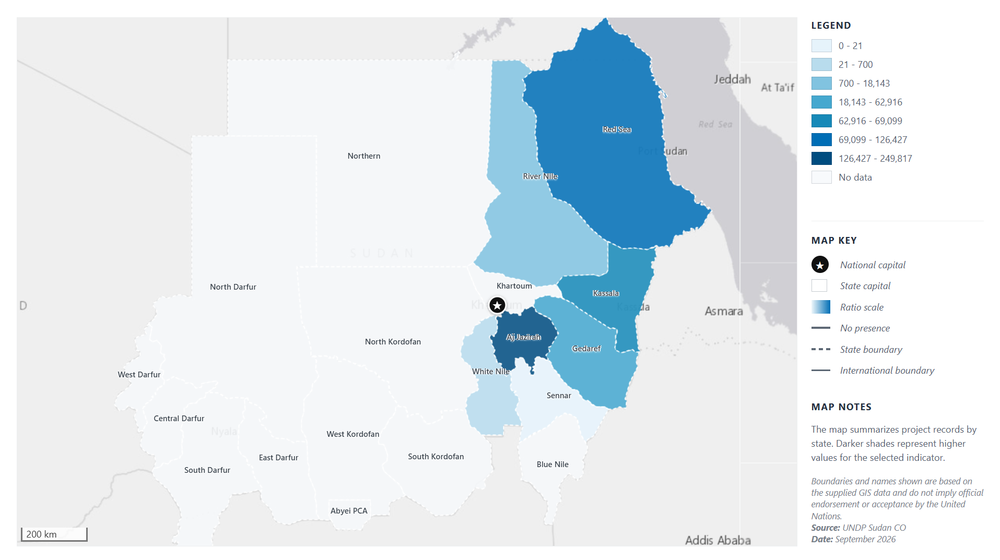 Jeddah
At Ta'if
Red Sea
Red Sea
Port Sudan
Northern
River Nile
SUDAN
North Darfur
Khartoum
Khartoum
Kassala
Kassala
Asmara
D
Aj Jazirah
North Kordofan
Gedaref
White Nile
West Darfur
Sennar
Central Darfur
Nyala
West Kordofan
South Kordofan
East Darfur
Blue Nile
South Darfur
Abyei PCA
200 km
Addis Ababa
LEGEND
0 - 21
21 - 700
700 - 18,143
18,143 - 62,916
62,916 - 69,099
69,099 - 126,427
126,427 - 249,817
No data
MAP KEY
National capital
State capital
Ratio scale
No presence
State boundary
International boundary
MAP NOTES
The map summarizes project records by
state. Darker shades represent higher
values for the selected indicator.
Boundaries and names shown are based on
the supplied GIS data and do not imply official
endorsement or acceptance by the United
Nations.
Source: UNDP Sudan CO
Date: September 2026